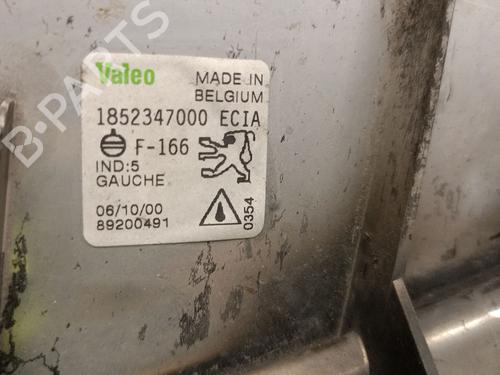 Valeo
MADE IN
BELGIUM
1852347000 ECIA
F-166
IND:5
GAUCHE
06/10/00
89200491
0354
B-PARTS